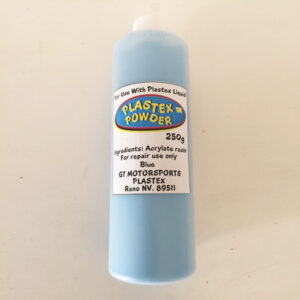 For Use With Plastex Liquid
PLASTEX TM
POWDER
250g
Ingredients: Acrylate resin
For repair use only
Blue
GT MOTORSPORTS
PLASTEX
Reno NV. 89511